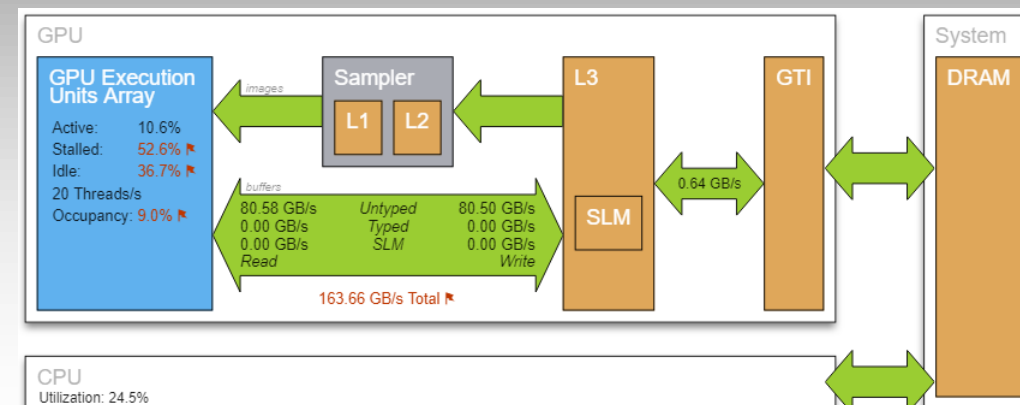 GPU
System
GPU Execution
Units Array
Active: 10.6%
Stalled: 52.6%
Idle: 36.7%
20 Threads/s
Occupancy: 9.0%
images
Sampler
L1 L2
L3
GTI
DRAM
buffers
80.58 GB/s Untyped 80.50 GB/s
0.00 GB/s Typed 0.00 GB/s
0.00 GB/s SLM 0.00 GB/s
Read Write
163.66 GB/s Total
SLM
0.64 GB/s
CPU
Utilization: 24.5%